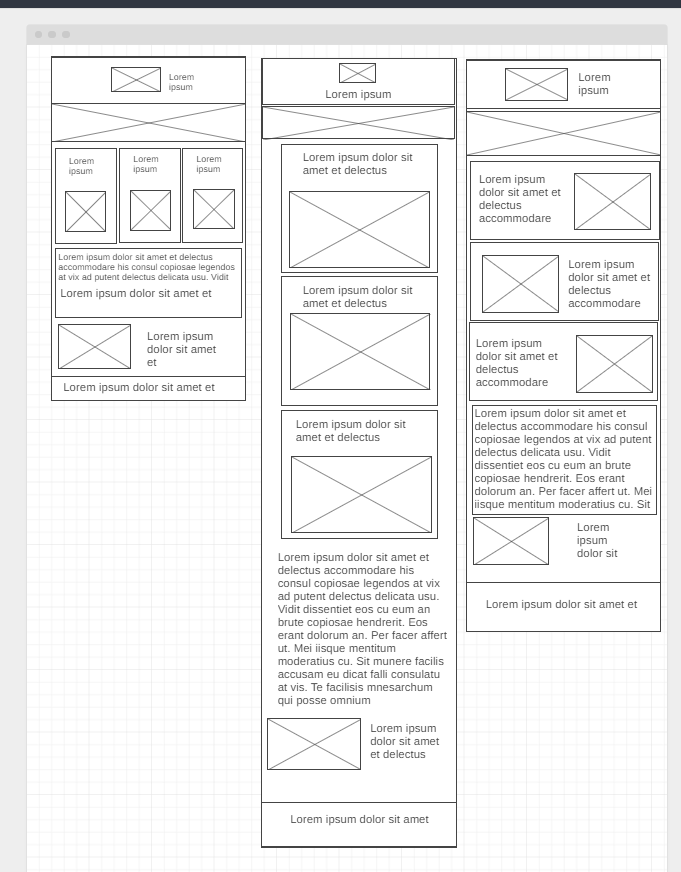 Lorem
ipsum
Lorem
ipsum
Lorem
ipsum
Lorem
ipsum
Lorem ipsum dolor sit amet et delectus
accommodare his consul copiosae legendos
at vix ad putent delectus delicata usu. Vidit
Lorem ipsum dolor sit amet et
Lorem ipsum
dolor sit amet
et
Lorem ipsum dolor sit amet et
Lorem ipsum
Lorem ipsum dolor sit
amet et delectus
Lorem ipsum dolor sit
amet et delectus
Lorem ipsum dolor sit
amet et delectus
Lorem ipsum dolor sit amet et
delectus accommodare his
consul copiosae legendos at vix
ad putent delectus delicata usu.
Vidit dissentiet eos cu eum an
brute copiosae hendrerit. Eos
erant dolorum an. Per facer affert
ut. Mei iisque mentitum
moderatius cu. Sit munere facilis
accusam eu dicat falli consulatu
at vis. Te facilisis mnesarchum
qui posse omnium
Lorem ipsum
dolor sit amet
et delectus
Lorem ipsum dolor sit amet
Lorem
ipsum
Lorem ipsum
dolor sit amet et
delectus
accommodare
Lorem ipsum
dolor sit amet et
delectus
accommodare
Lorem ipsum
dolor sit amet et
delectus
accommodare
Lorem ipsum dolor sit amet et
delectus accommodare his consul
copiosae legendos at vix ad putent
delectus delicata usu. Vidit
dissentiet eos cu eum an brute
copiosae hendrerit. Eos erant
dolorum an. Per facer affert ut. Mei
iisque mentitum moderatius cu. Sit
Lorem
ipsum
dolor sit
Lorem ipsum dolor sit amet et